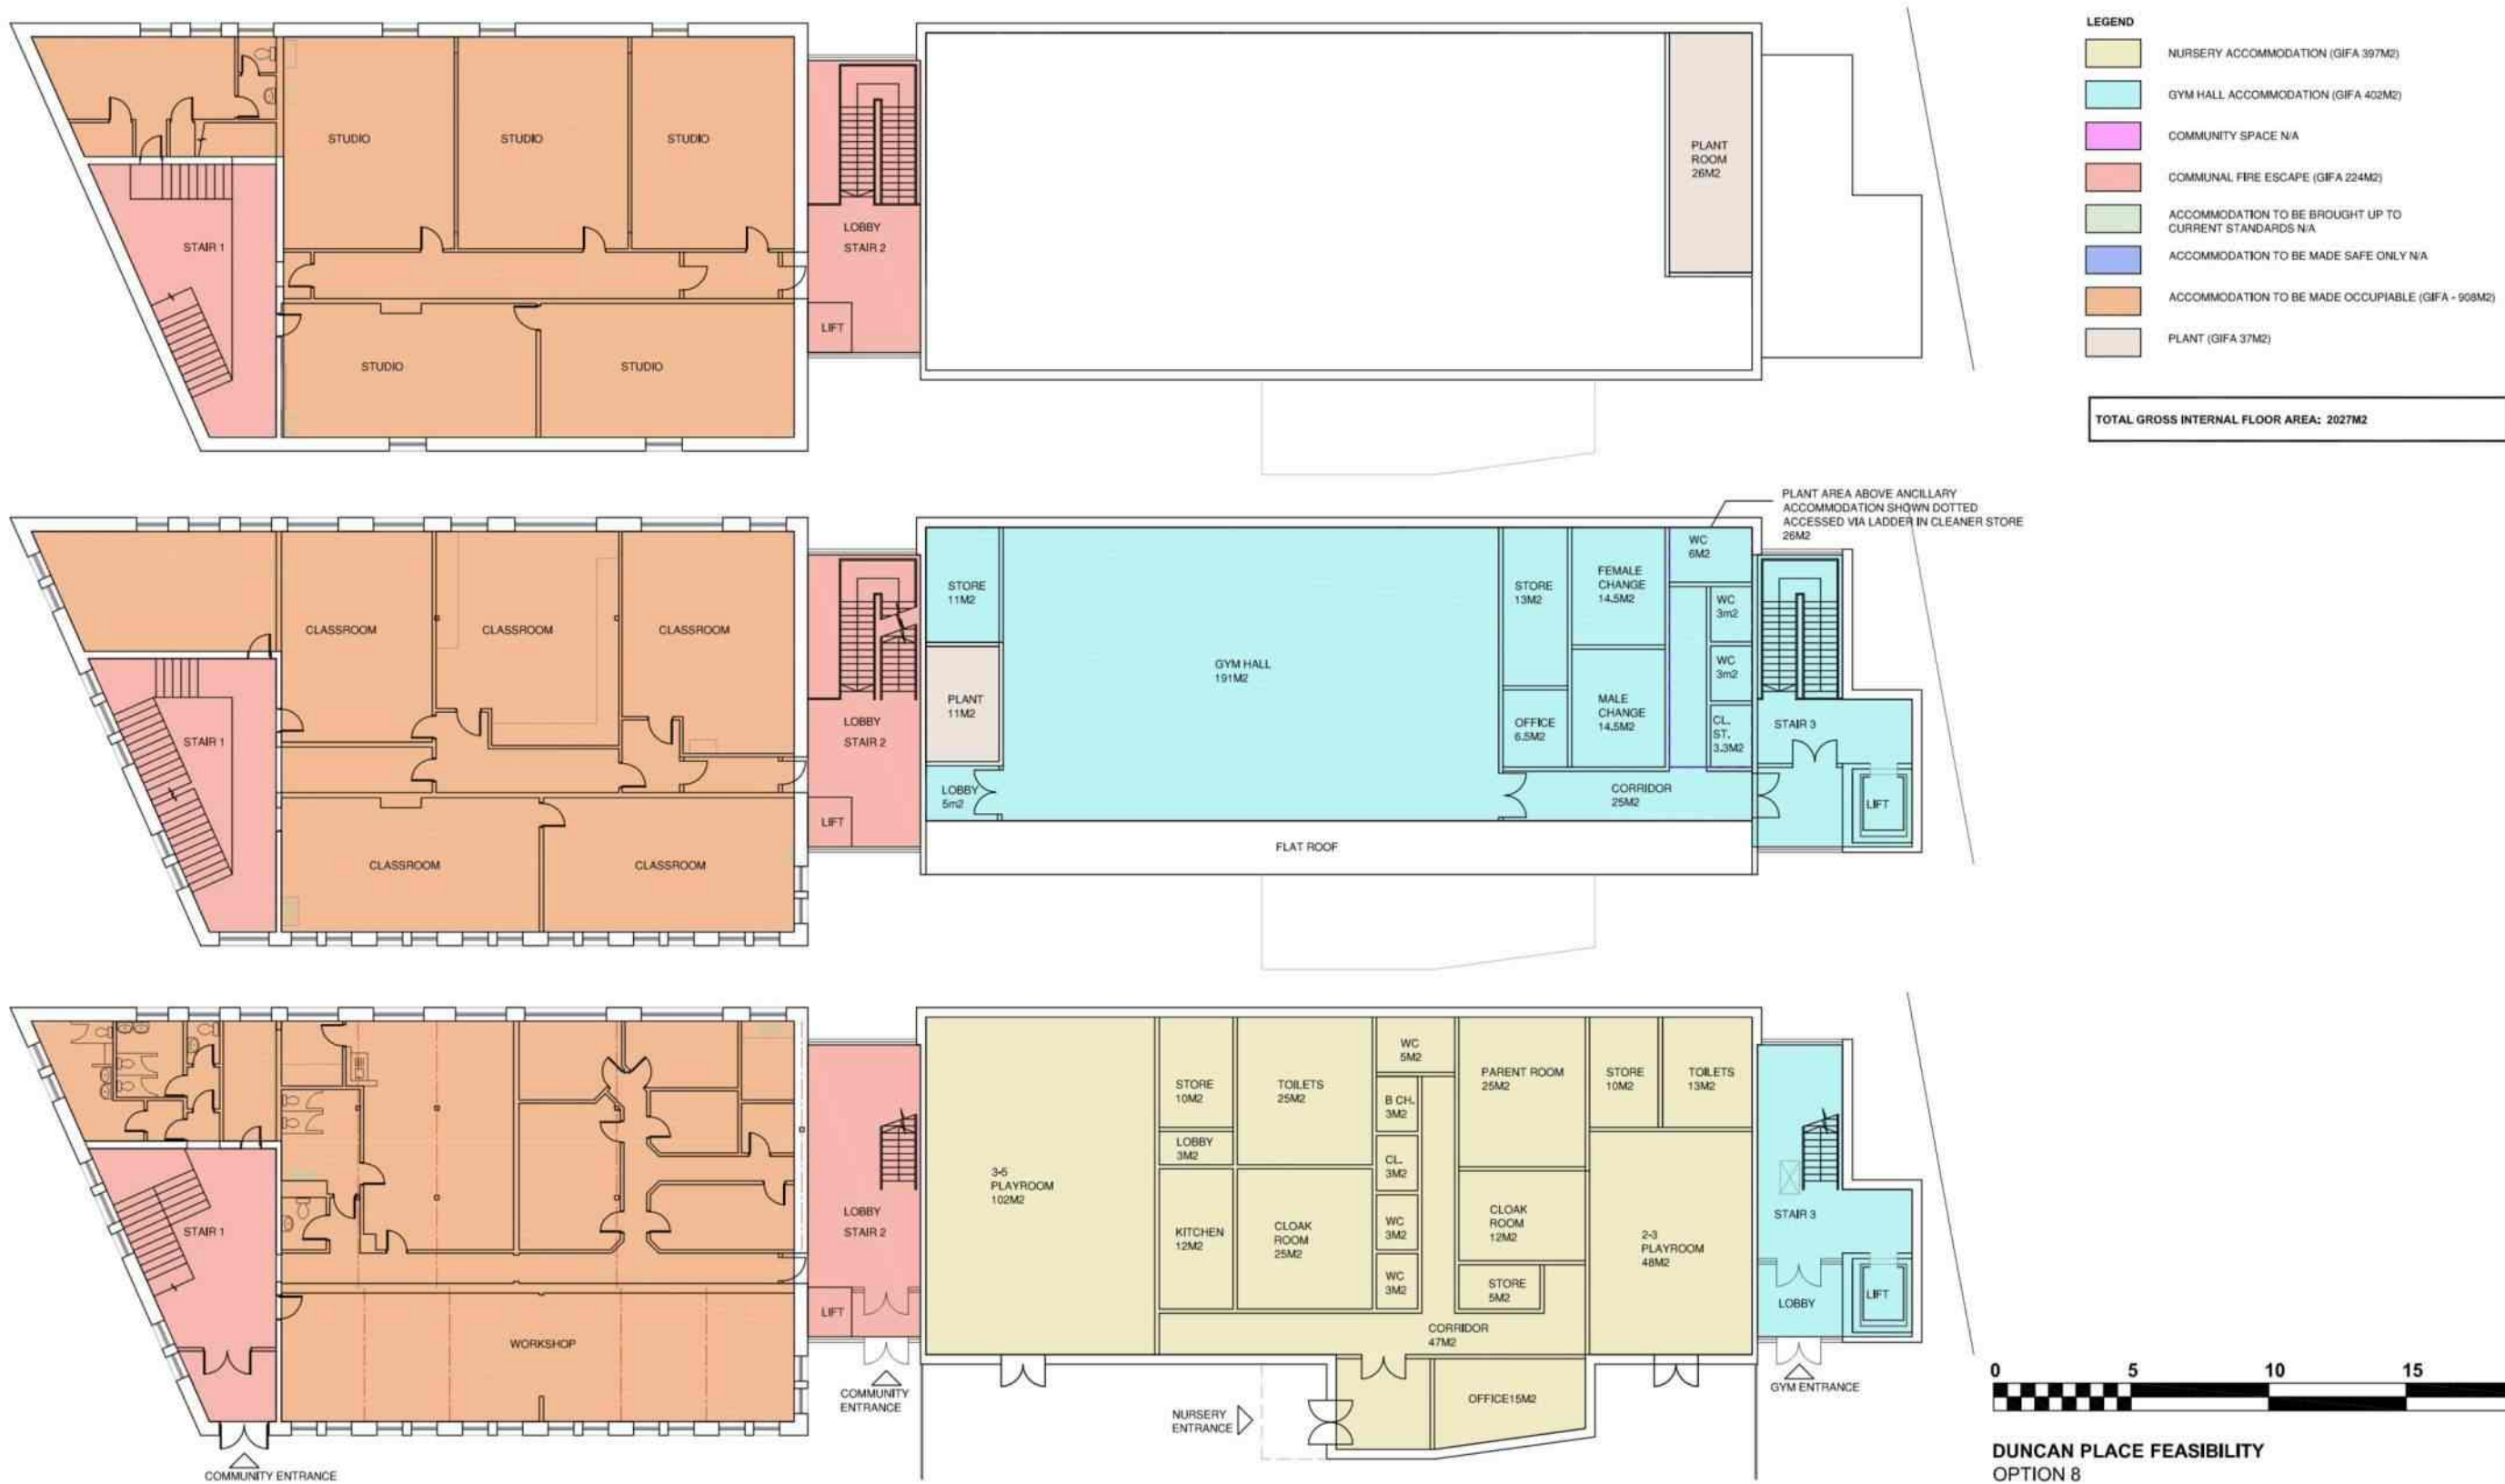 STUDIO
STUDIO
STUDIO
STAIR 1
LOBBY
STAIR 2
LIFT
STUDIO
STUDIO
PLANT
ROOM
26M2
LEGEND
NURSERY ACCOMMODATION (GIFA 397M2)
GYM HALL ACCOMMODATION (GIFA 402M2)
COMMUNITY SPACE N/A
COMMUNAL FIRE ESCAPE (GIFA 224M2)
ACCOMMODATION TO BE BROUGHT UP TO
CURRENT STANDARDS N/A
ACCOMMODATION TO BE MADE SAFE ONLY N/A
ACCOMMODATION TO BE MADE OCCUPIABLE (GIFA - 908M2)
PLANT (GIFA 37M2)
TOTAL GROSS INTERNAL FLOOR AREA: 2027M2
PLANT AREA ABOVE ANCILLARY
ACCOMMODATION SHOWN DOTTED
ACCESSED VIA LADDER IN CLEANER STORE
26M2
CLASSROOM
CLASSROOM
CLASSROOM
STAIR 1
LOBBY
STAIR 2
LIFT
CLASSROOM
CLASSROOM
STORE
11M2
PLANT
11M2
LOBBY
5m2
GYM HALL
191M2
STORE
13M2
OFFICE
6.5M2
FEMALE
CHANGE
14.5M2
MALE
CHANGE
14.5M2
WC
6M2
WC
3m2
WC
3m2
CL.
ST.
3.3M2
CORRIDOR
25M2
STAIR 3
LIFT
FLAT ROOF
STAIR 1
WORKSHOP
COMMUNITY ENTRANCE
LOBBY
STAIR 2
LIFT
COMMUNITY
ENTRANCE
3-5
PLAYROOM
102M2
STORE
10M2
LOBBY
3M2
KITCHEN
12M2
TOILETS
25M2
CLOAK
ROOM
25M2
WC
5M2
B CH.
3M2
CL.
3M2
WC
3M2
WC
3M2
PARENT ROOM
25M2
CLOAK
ROOM
12M2
STORE
5M2
CORRIDOR
47M2
STORE
10M2
TOILETS
13M2
2-3
PLAYROOM
48M2
OFFICE15M2
NURSERY
ENTRANCE
STAIR 3
LOBBY
LIFT
GYM ENTRANCE
0 5 10 15
DUNCAN PLACE FEASIBILITY
OPTION 8